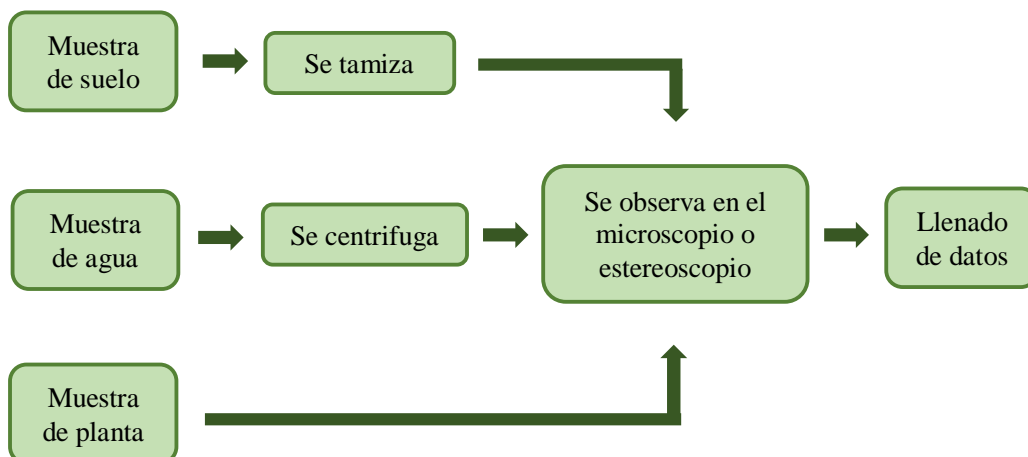 Muestra
de suelo
Se tamiza
Muestra
de agua
Se centrifuga
Se observa en el
microscopio o
estereoscopio
Llenado
de datos
Muestra
de planta